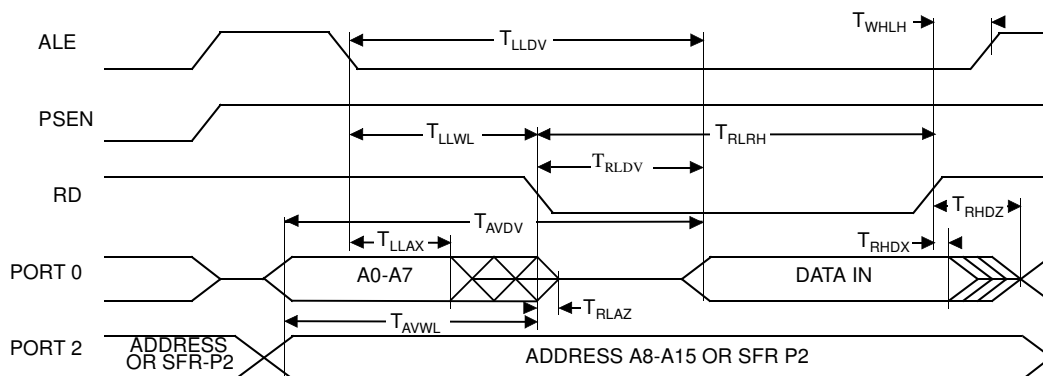 T_WHLH
ALE
T_LLDV
PSEN
T_LLWL
T_RLRH
T_RLDV
RD
T_AVDV
T_RHDZ
T_LLAX
T_RHDX
PORT 0
A0-A7
DATA IN
T_RLAZ
T_AVWL
PORT 2
ADDRESS
OR SFR-P2
ADDRESS A8-A15 OR SFR P2